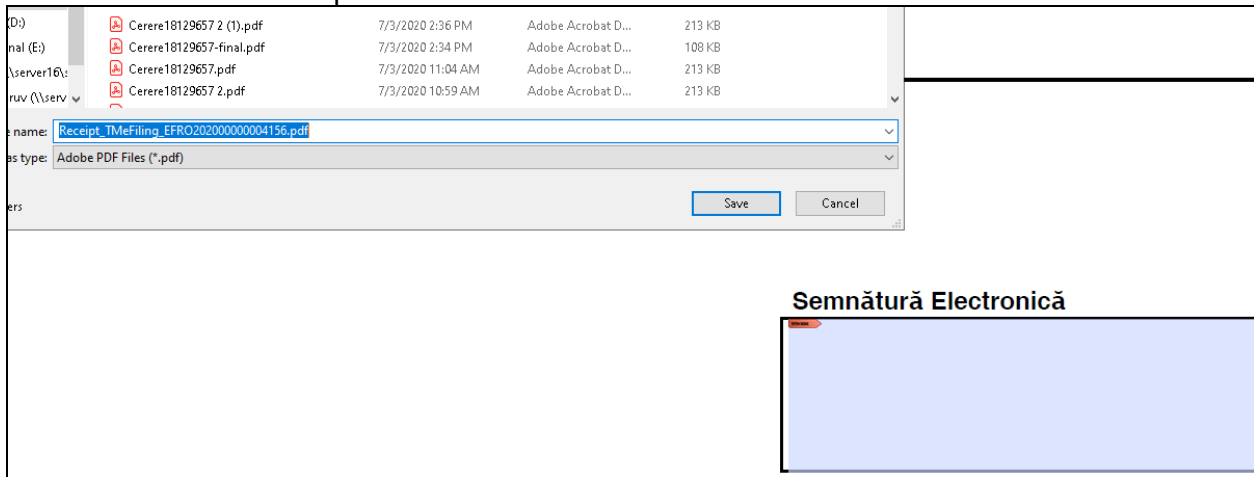 (D:) Cerere18129657 2 (1).pdf 7/3/2020 2:36 PM Adobe Acrobat D... 213 KB
nal (E:) Cerere18129657-final.pdf 7/3/2020 2:34 PM Adobe Acrobat D... 108 KB
\server16\s Cerere18129657.pdf 7/3/2020 11:04 AM Adobe Acrobat D... 213 KB
ruv (\\serv Cerere18129657 2.pdf 7/3/2020 10:59 AM Adobe Acrobat D... 213 KB
e name: Receipt_TMeFiling_EFRO202000000004156.pdf
as type: Adobe PDF Files (*.pdf)
ers Save Cancel
Semnătură Electronică